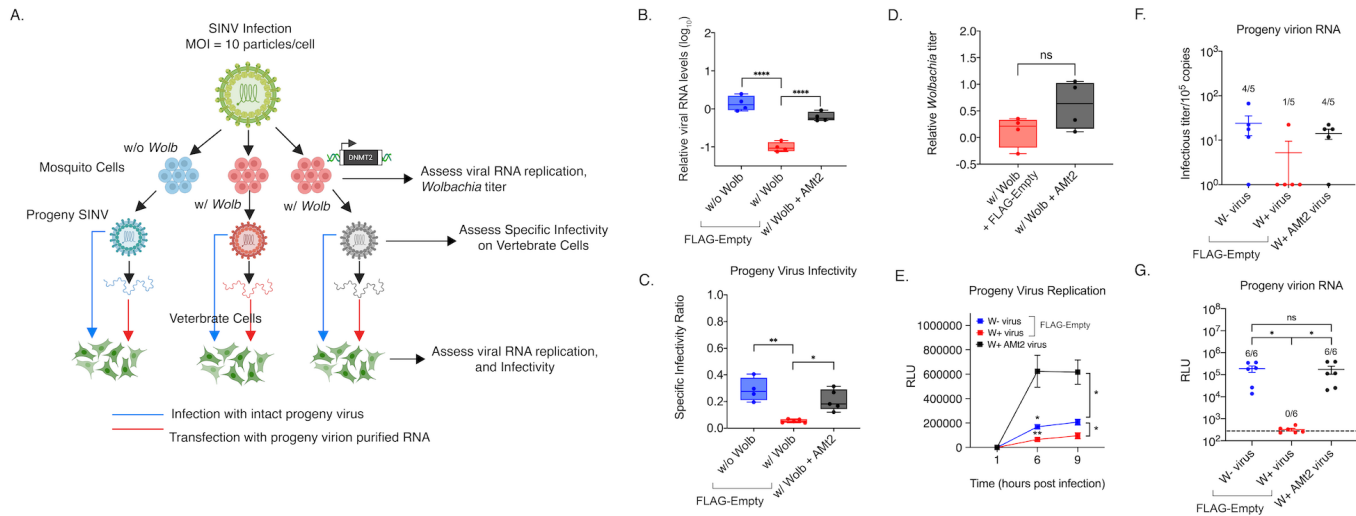 A.
SINV Infection
MOI = 10 particles/cell
w/o Wolb
Mosquito Cells
DNMT2
w/ Wolb
w/ Wolb
Assess viral RNA replication,
Wolbachia titer
Progeny SINV
Assess Specific Infectivity
on Vertebrate Cells
Veterbrate Cells
Assess viral RNA replication,
and Infectivity
Infection with intact progeny virus
Transfection with progeny virion purified RNA
B.
Relative viral RNA levels (log10)
1
0
-1
****
****
w/o Wolb
w/ Wolb
w/ Wolb + AMt2
FLAG-Empty
C.
Progeny Virus Infectivity
Specific Infectivity Ratio
1.0
0.8
0.6
0.4
0.2
0.0
**
*
w/o Wolb
w/ Wolb
w/ Wolb + AMt2
FLAG-Empty
D.
Relative Wolbachia titer
2.0
1.5
1.0
0.5
0.0
-0.5
ns
w/ Wolb
+ FLAG-Empty
w/ Wolb + AMt2
E.
Progeny Virus Replication
W- virus
W+ virus
W+ AMt2 virus
FLAG-Empty
RLU
1000000
800000
600000
400000
200000
0
*
**
*
*
1
6
9
Time (hours post infection)
F.
Progeny virion RNA
Infectious titer/10^5 copies
10^3
10^2
10^1
10^0
4/5
1/5
4/5
W- virus
W+ virus
W+ AMt2 virus
FLAG-Empty
G.
Progeny virion RNA
RLU
10^8
10^7
10^6
10^5
10^4
10^3
10^2
ns
*
*
6/6
0/6
6/6
W- virus
W+ virus
W+ AMt2 virus
FLAG-Empty